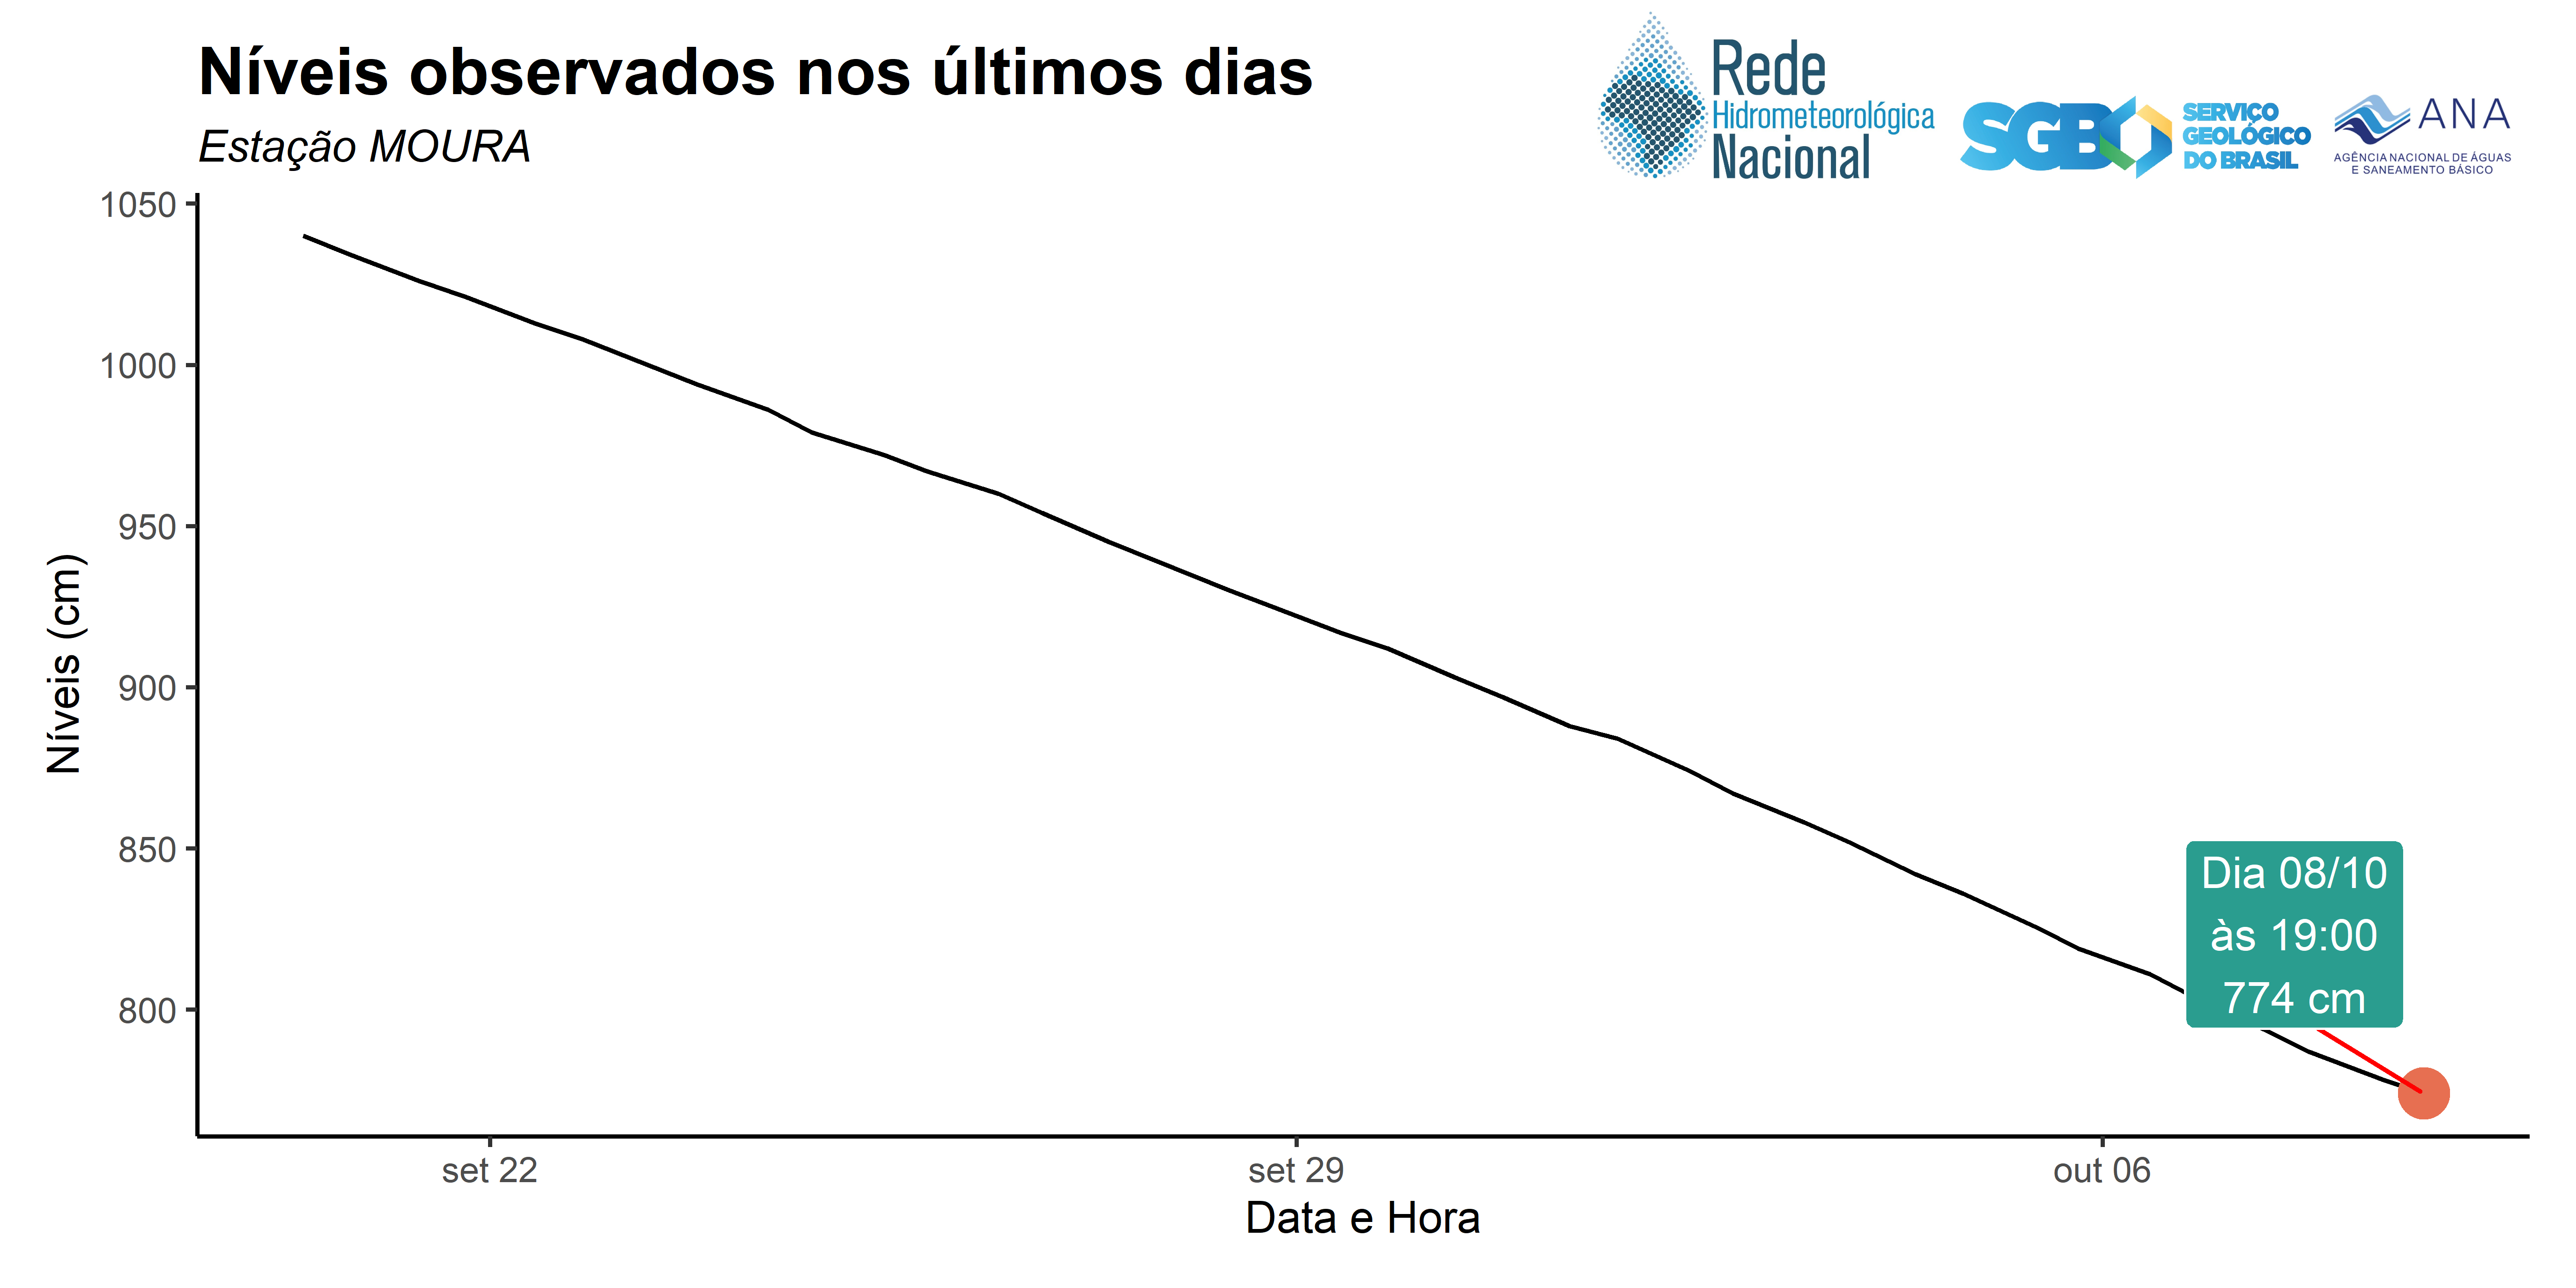 Níveis observados nos últimos dias
Estação MOURA
Rede
Hidrometeorológica
Nacional
SGB
SERVIÇO
GEOLÓGICO
DO BRASIL
ANA
AGÊNCIA NACIONAL DE ÁGUAS
E SANEAMENTO BÁSICO
Níveis (cm)
1050
1000
950
900
850
800
Dia 08/10
às 19:00
774 cm
set 22
set 29
out 06
Data e Hora